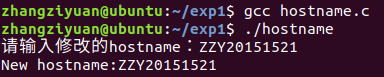 zhangziyuan@ubuntu:~/exp1$ gcc hostname.c
zhangziyuan@ubuntu:~/exp1$ ./hostname
请输入修改的hostname：ZZY20151521
New hostname:ZZY20151521